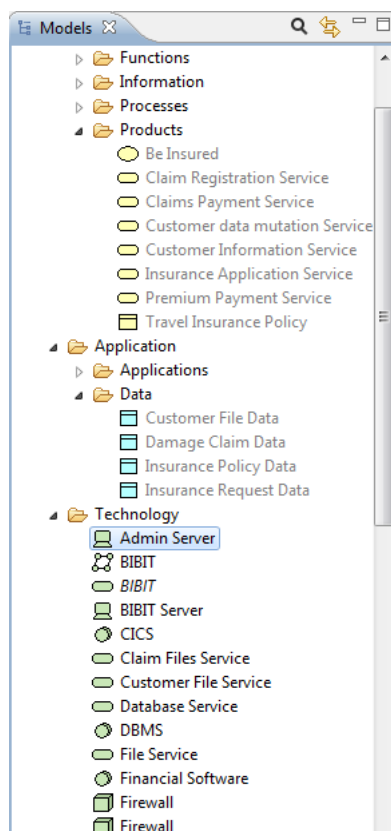 Models
Functions
Information
Processes
Products
Be Insured
Claim Registration Service
Claims Payment Service
Customer data mutation Service
Customer Information Service
Insurance Application Service
Premium Payment Service
Travel Insurance Policy
Application
Applications
Data
Customer File Data
Damage Claim Data
Insurance Policy Data
Insurance Request Data
Technology
Admin Server
BIBIT
BIBIT
BIBIT Server
CICS
Claim Files Service
Customer File Service
Database Service
DBMS
File Service
Financial Software
Firewall
Firewall